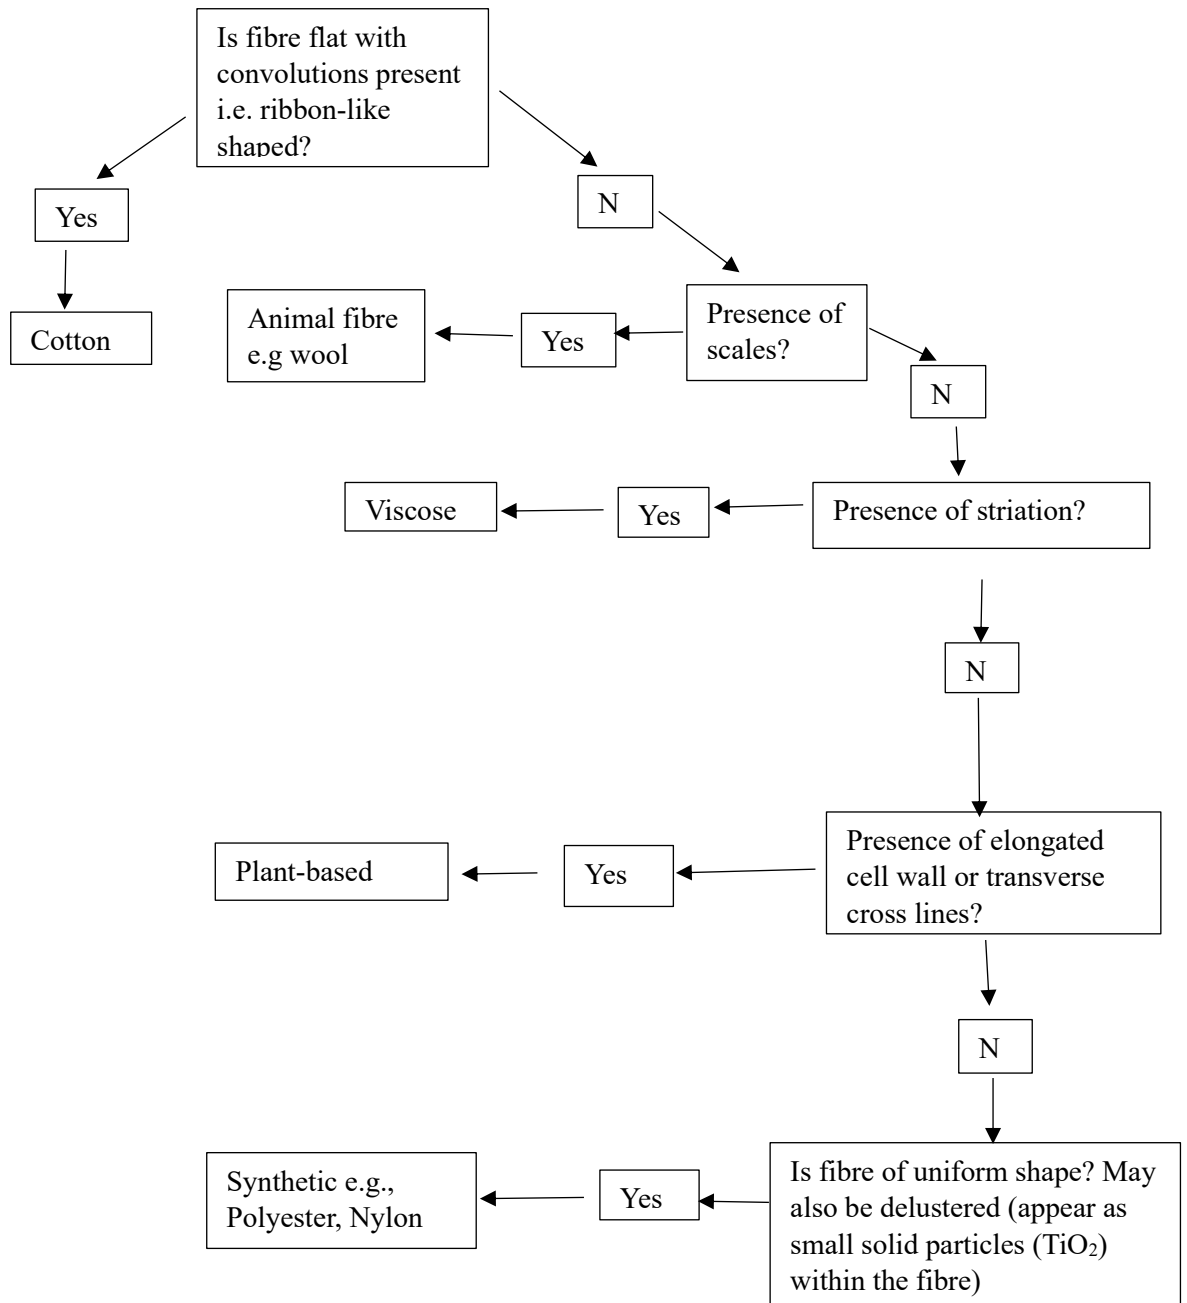 Is fibre flat with
convolutions present
i.e. ribbon-like
shaped?
Yes
N
Cotton
Animal fibre
e.g wool
Yes
Presence of
scales?
N
Viscose
Yes
Presence of striation?
N
Plant-based
Yes
Presence of elongated
cell wall or transverse
cross lines?
N
Synthetic e.g.,
Polyester, Nylon
Yes
Is fibre of uniform shape? May
also be delustered (appear as
small solid particles (TiO₂)
within the fibre)